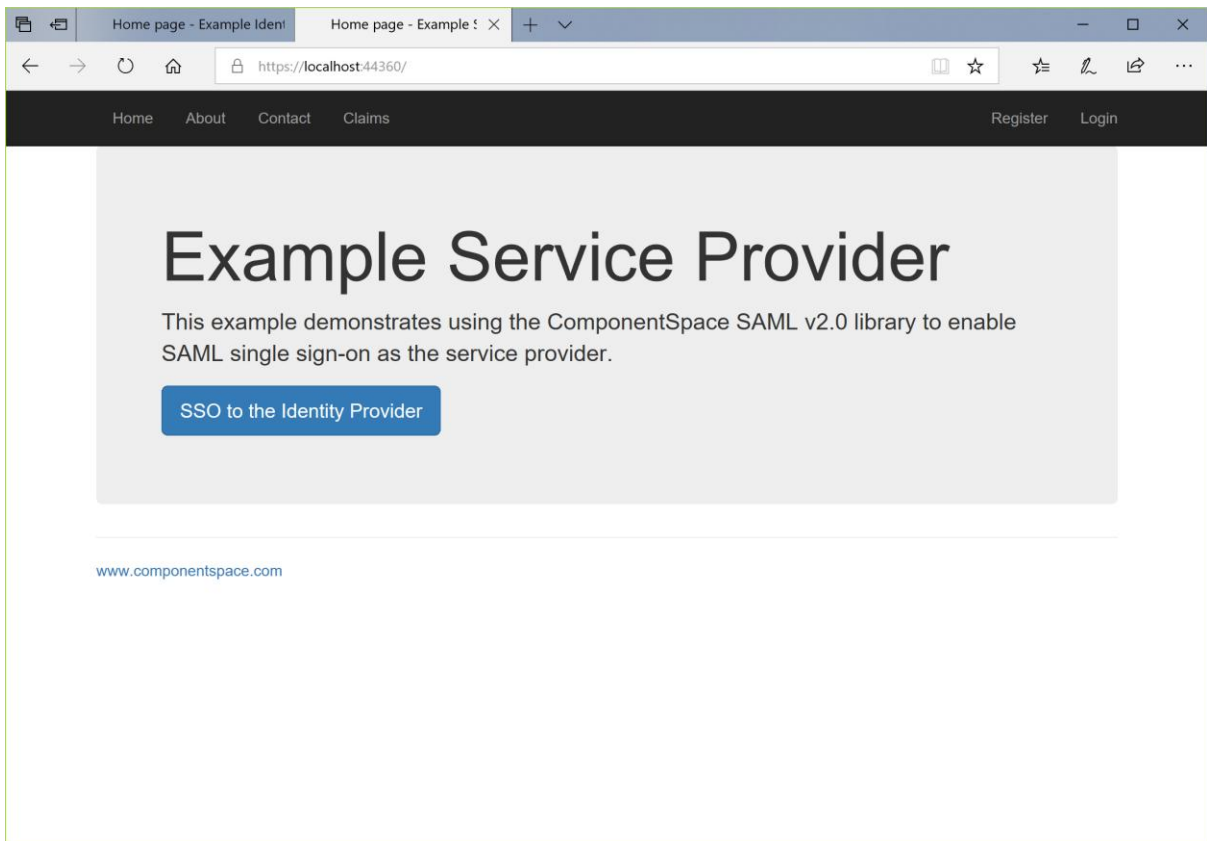 Home page - Example Iden
Home page - Example S
https://localhost:44360/
Home About Contact Claims Register Login
Example Service Provider
This example demonstrates using the ComponentSpace SAML v2.0 library to enable
SAML single sign-on as the service provider.
SSO to the Identity Provider
www.componentspace.com